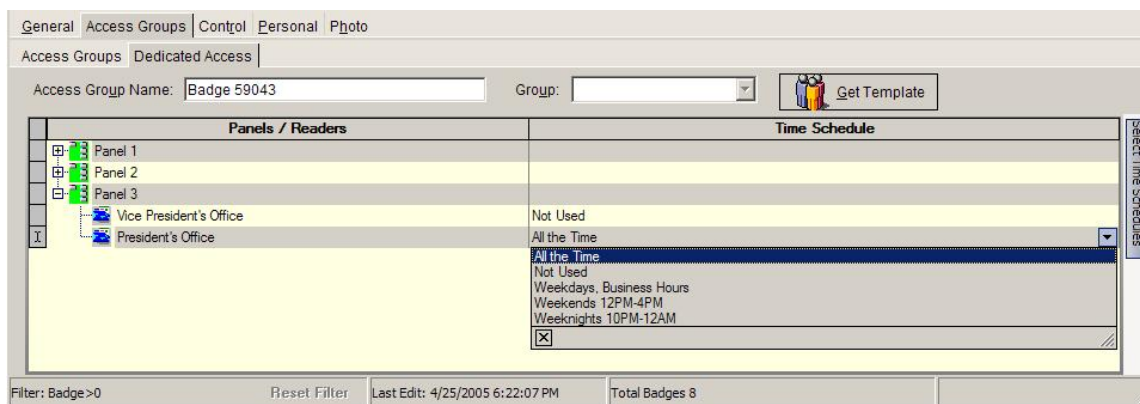 General Access Groups Control Personal Photo
Access Groups Dedicated Access
Access Group Name: Badge 59043 Group: Get Template
Panels / Readers Time Schedule
Panel 1
Panel 2
Panel 3
Vice President's Office Not Used
President's Office All the Time
All the Time
Not Used
Weekdays, Business Hours
Weekends 12PM-4PM
Weeknights 10PM-12AM
Select Time Schedules
Filter: Badge>0 Reset Filter Last Edit: 4/25/2005 6:22:07 PM Total Badges 8